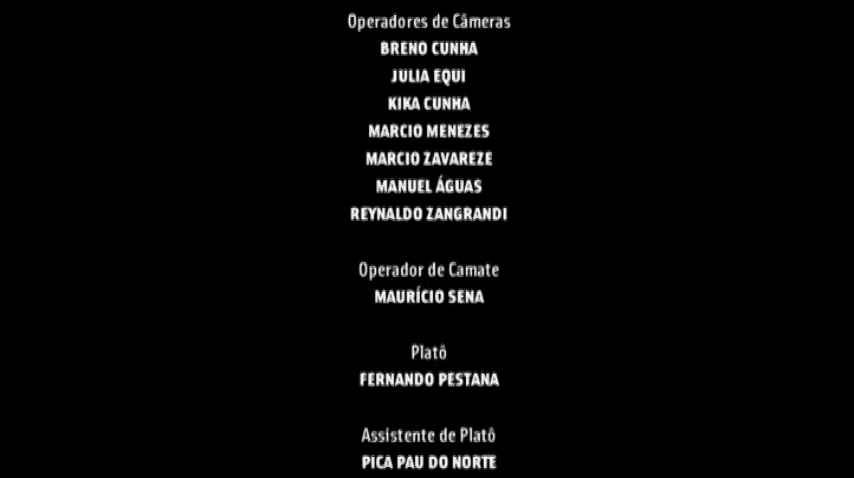 Operadores de Câmeras
BRENO CUNHA
JULIA EQUI
KIKA CUNHA
MARCIO MENEZES
MARCIO ZAVAREZE
MANUEL ÁGUAS
REYNALDO ZANGRANDI
Operador de Camate
MAURÍCIO SENA
Platô
FERNANDO PESTANA
Assistente de Platô
PICA PAU DO NORTE